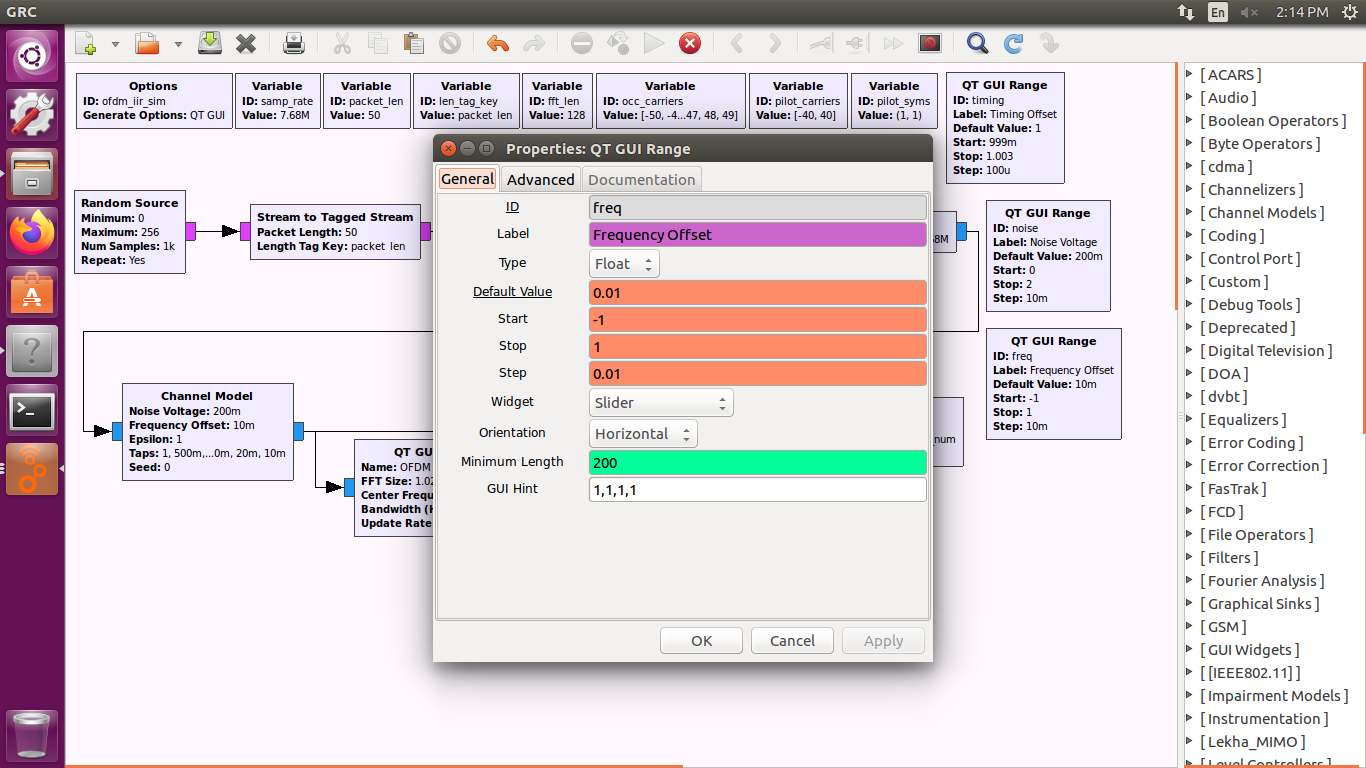 GRC
En
2:14 PM
Options
ID: ofdm_iir_sim
Generate Options: QT GUI
Variable
ID: samp_rate
Value: 7.68M
Variable
ID: packet_len
Value: 50
Variable
ID: len_tag_key
Value: packet_len
Variable
ID: fft_len
Value: 128
Variable
ID: occ_carriers
Value: [-50, -4...47, 48, 49]
Variable
ID: pilot_carriers
Value: [-40, 40]
Variable
ID: pilot_syms
Value: (1, 1)
QT GUI Range
ID: timing
Label: Timing Offset
Default Value: 1
Start: 999m
Stop: 1.003
Step: 100u
Random Source
Minimum: 0
Maximum: 256
Num Samples: 1k
Repeat: Yes
Stream to Tagged Stream
Packet Length: 50
Length Tag Key: packet_len
68M
QT GUI Range
ID: noise
Label: Noise Voltage
Default Value: 200m
Start: 0
Stop: 2
Step: 10m
QT GUI Range
ID: freq
Label: Frequency Offset
Default Value: 10m
Start: -1
Stop: 1
Step: 10m
Channel Model
Noise Voltage: 200m
Frequency Offset: 10m
Epsilon: 1
Taps: 1, 500m,...0m, 20m, 10m
Seed: 0
QT GU
Name: OFDM
FFT Size: 1.02
Center Frequ
Bandwidth (H
Update Rate
num
Properties: QT GUI Range
General
Advanced
Documentation
ID
freq
Label
Frequency Offset
Type
Float
Default Value
0.01
Start
-1
Stop
1
Step
0.01
Widget
Slider
Orientation
Horizontal
Minimum Length
200
GUI Hint
1,1,1,1
OK
Cancel
Apply
[ ACARS ]
[ Audio ]
[ Boolean Operators ]
[ Byte Operators ]
[ cdma ]
[ Channelizers ]
[ Channel Models ]
[ Coding ]
[ Control Port ]
[ Custom ]
[ Debug Tools ]
[ Deprecated ]
[ Digital Television ]
[ DOA ]
[ dvbt ]
[ Equalizers ]
[ Error Coding ]
[ Error Correction ]
[ FasTrak ]
[ FCD ]
[ File Operators ]
[ Filters ]
[ Fourier Analysis ]
[ Graphical Sinks ]
[ GSM ]
[ GUI Widgets ]
[ [IEEE802.11] ]
[ Impairment Models ]
[ Instrumentation ]
[ Lekha_MIMO ]
[ Level Controllers ]